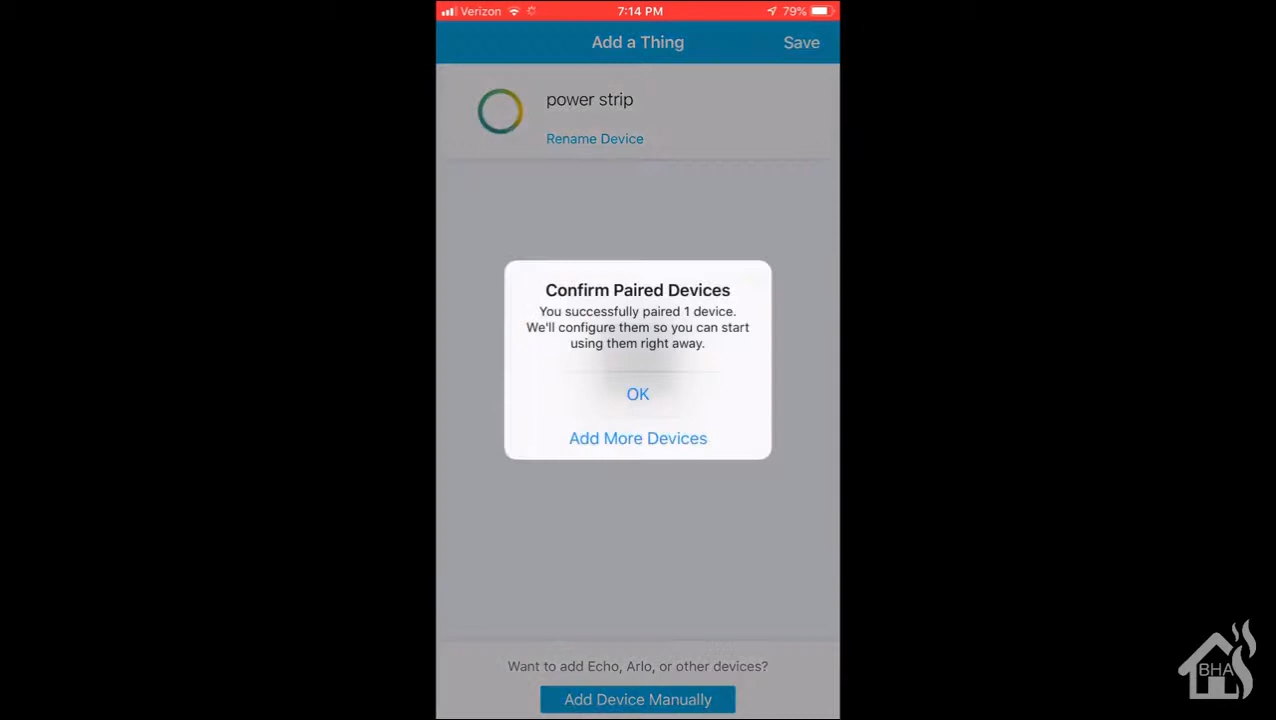 Verizon
7:14 PM
79%
Add a Thing
Save
power strip
Rename Device
Confirm Paired Devices
You successfully paired 1 device.
We'll configure them so you can start
using them right away.
OK
Add More Devices
Want to add Echo, Arlo, or other devices?
Add Device Manually
BHA